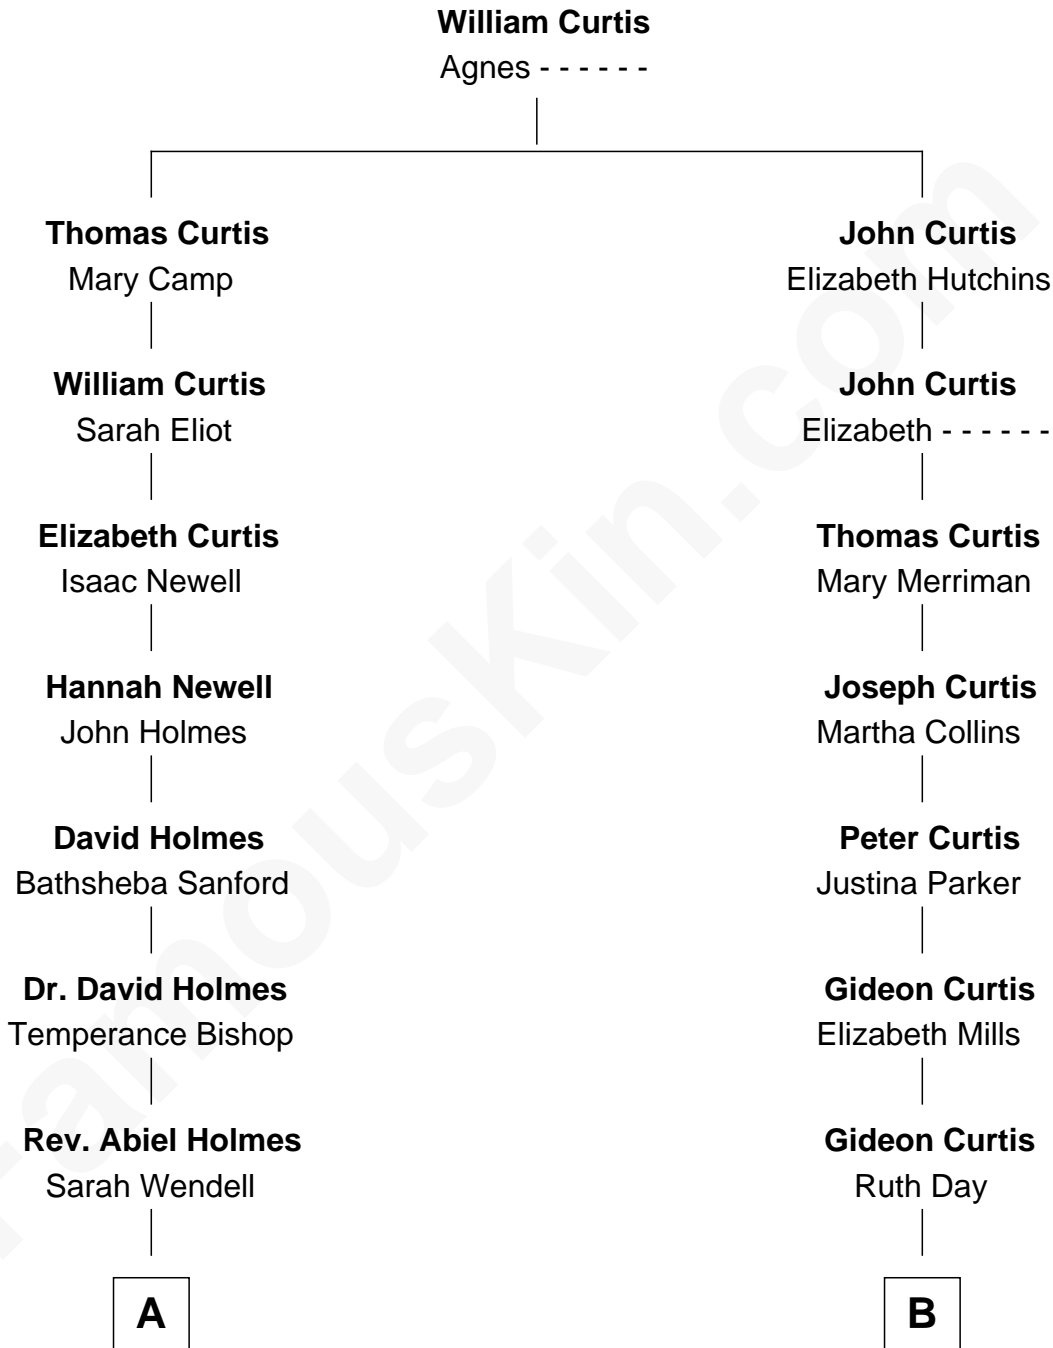 William Curtis
Agnes - - - - - -
Thomas Curtis
Mary Camp
William Curtis
Sarah Eliot
Elizabeth Curtis
Isaac Newell
Hannah Newell
John Holmes
David Holmes
Bathsheba Sanford
Dr. David Holmes
Temperance Bishop
Rev. Abiel Holmes
Sarah Wendell
A
John Curtis
Elizabeth Hutchins
John Curtis
Elizabeth - - - - - -
Thomas Curtis
Mary Merriman
Joseph Curtis
Martha Collins
Peter Curtis
Justina Parker
Gideon Curtis
Elizabeth Mills
Gideon Curtis
Ruth Day
B
FamousKin.com